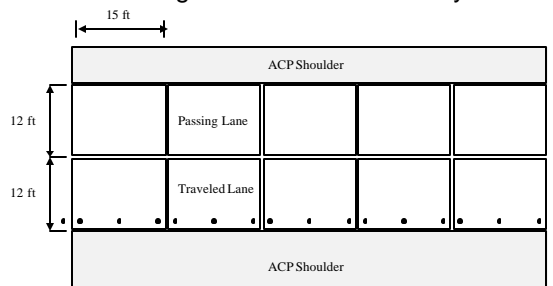 15 ft
ACP Shoulder
12 ft
Passing Lane
12 ft
Traveled Lane
ACP Shoulder